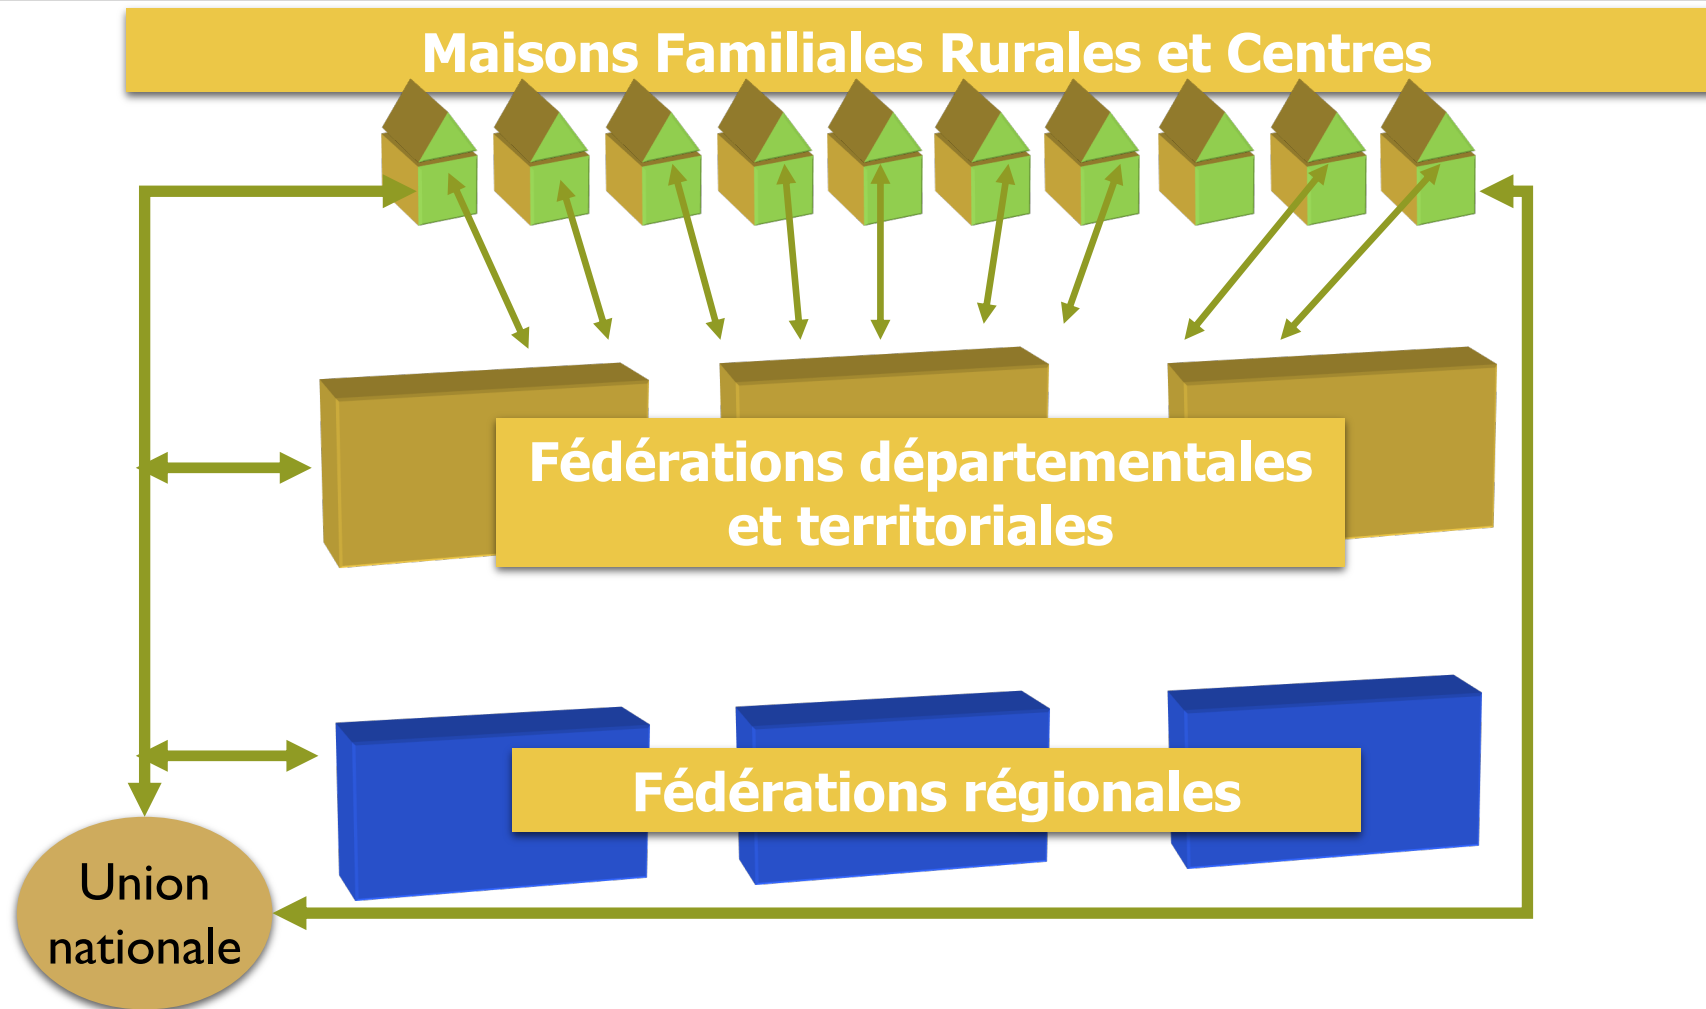 Maisons Familiales Rurales et Centres
Fédérations départementales
et territoriales
Fédérations régionales
Union
nationale